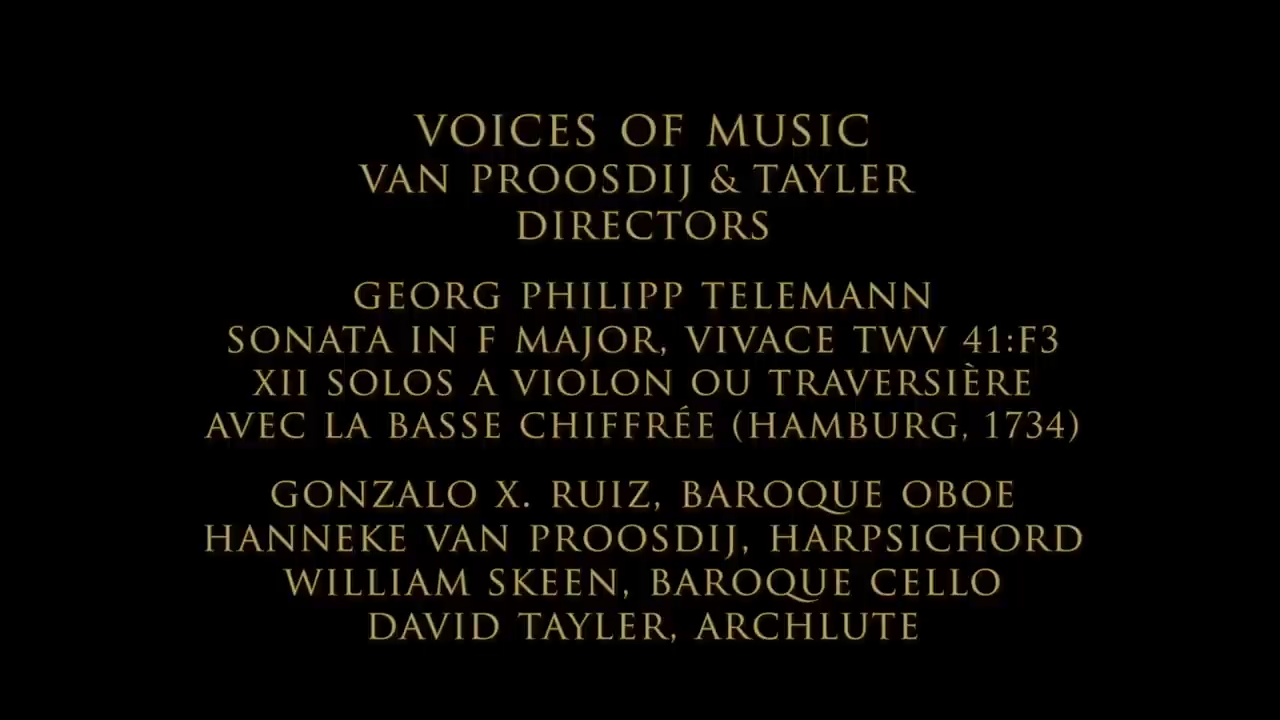 VOICES OF MUSIC
VAN PROOSDIJ & TAYLER
DIRECTORS
GEORG PHILIPP TELEMANN
SONATA IN F MAJOR, VIVACE TWV 41:F3
XII SOLOS A VIOLON OU TRAVERSIÈRE
AVEC LA BASSE CHIFFRÉE (HAMBURG, 1734)
GONZALO X. RUIZ, BAROQUE OBOE
HANNEKE VAN PROOSDIJ, HARPSICHORD
WILLIAM SKEEN, BAROQUE CELLO
DAVID TAYLER, ARCHLUTE